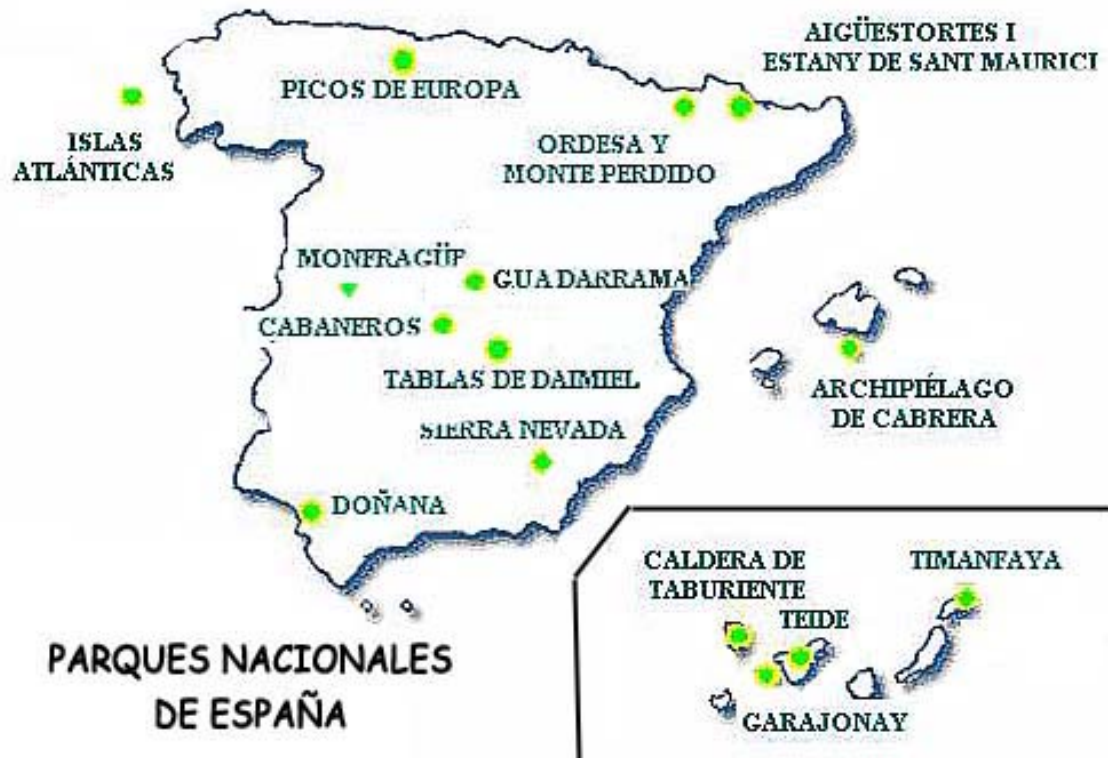 AIGÜESTORTES I
ESTANY DE SANT MAURICI
PICOS DE EUROPA
ISLAS
ATLÁNTICAS
ORDESA Y
MONTE PERDIDO
MONFRAGÜE
GUADARRAMA
CABANEROS
TABLAS DE DAIMIEL
ARCHIPIÉLAGO
DE CABRERA
SIERRA NEVADA
DOÑANA
CALDERA DE
TABURIENTE
TIMANFAYA
TEIDE
GARAJONAY
PARQUES NACIONALES
DE ESPAÑA